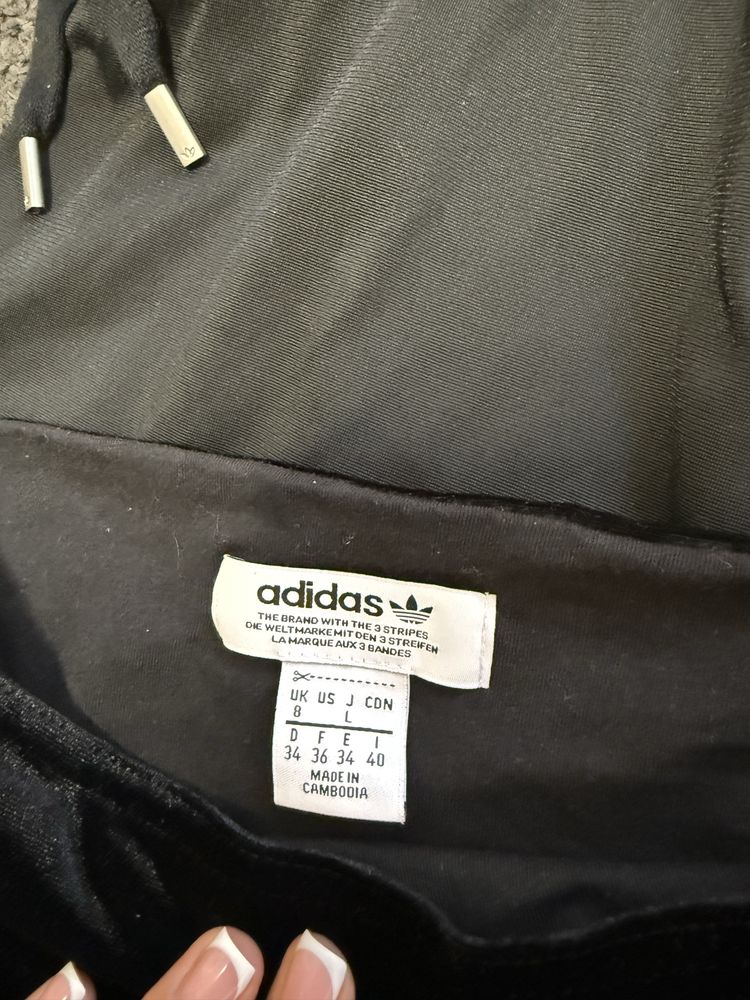 adidas
THE BRAND WITH THE 3 STRIPES
DIE WELTMARKE MIT DEN 3 STREIFEN
LA MARQUE AUX 3 BANDES
UK US J CDN
8 L
D F E I
34 36 34 40
MADE IN
CAMBODIA